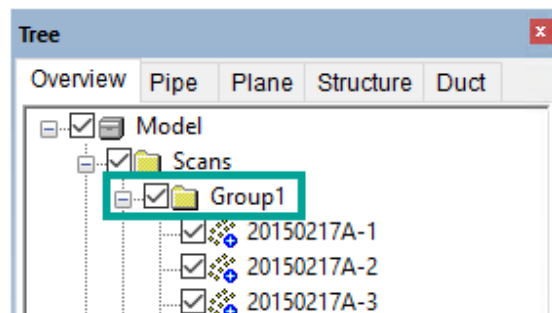 Tree
Overview Pipe Plane Structure Duct
Model
Scans
Group1
20150217A-1
20150217A-2
20150217A-3